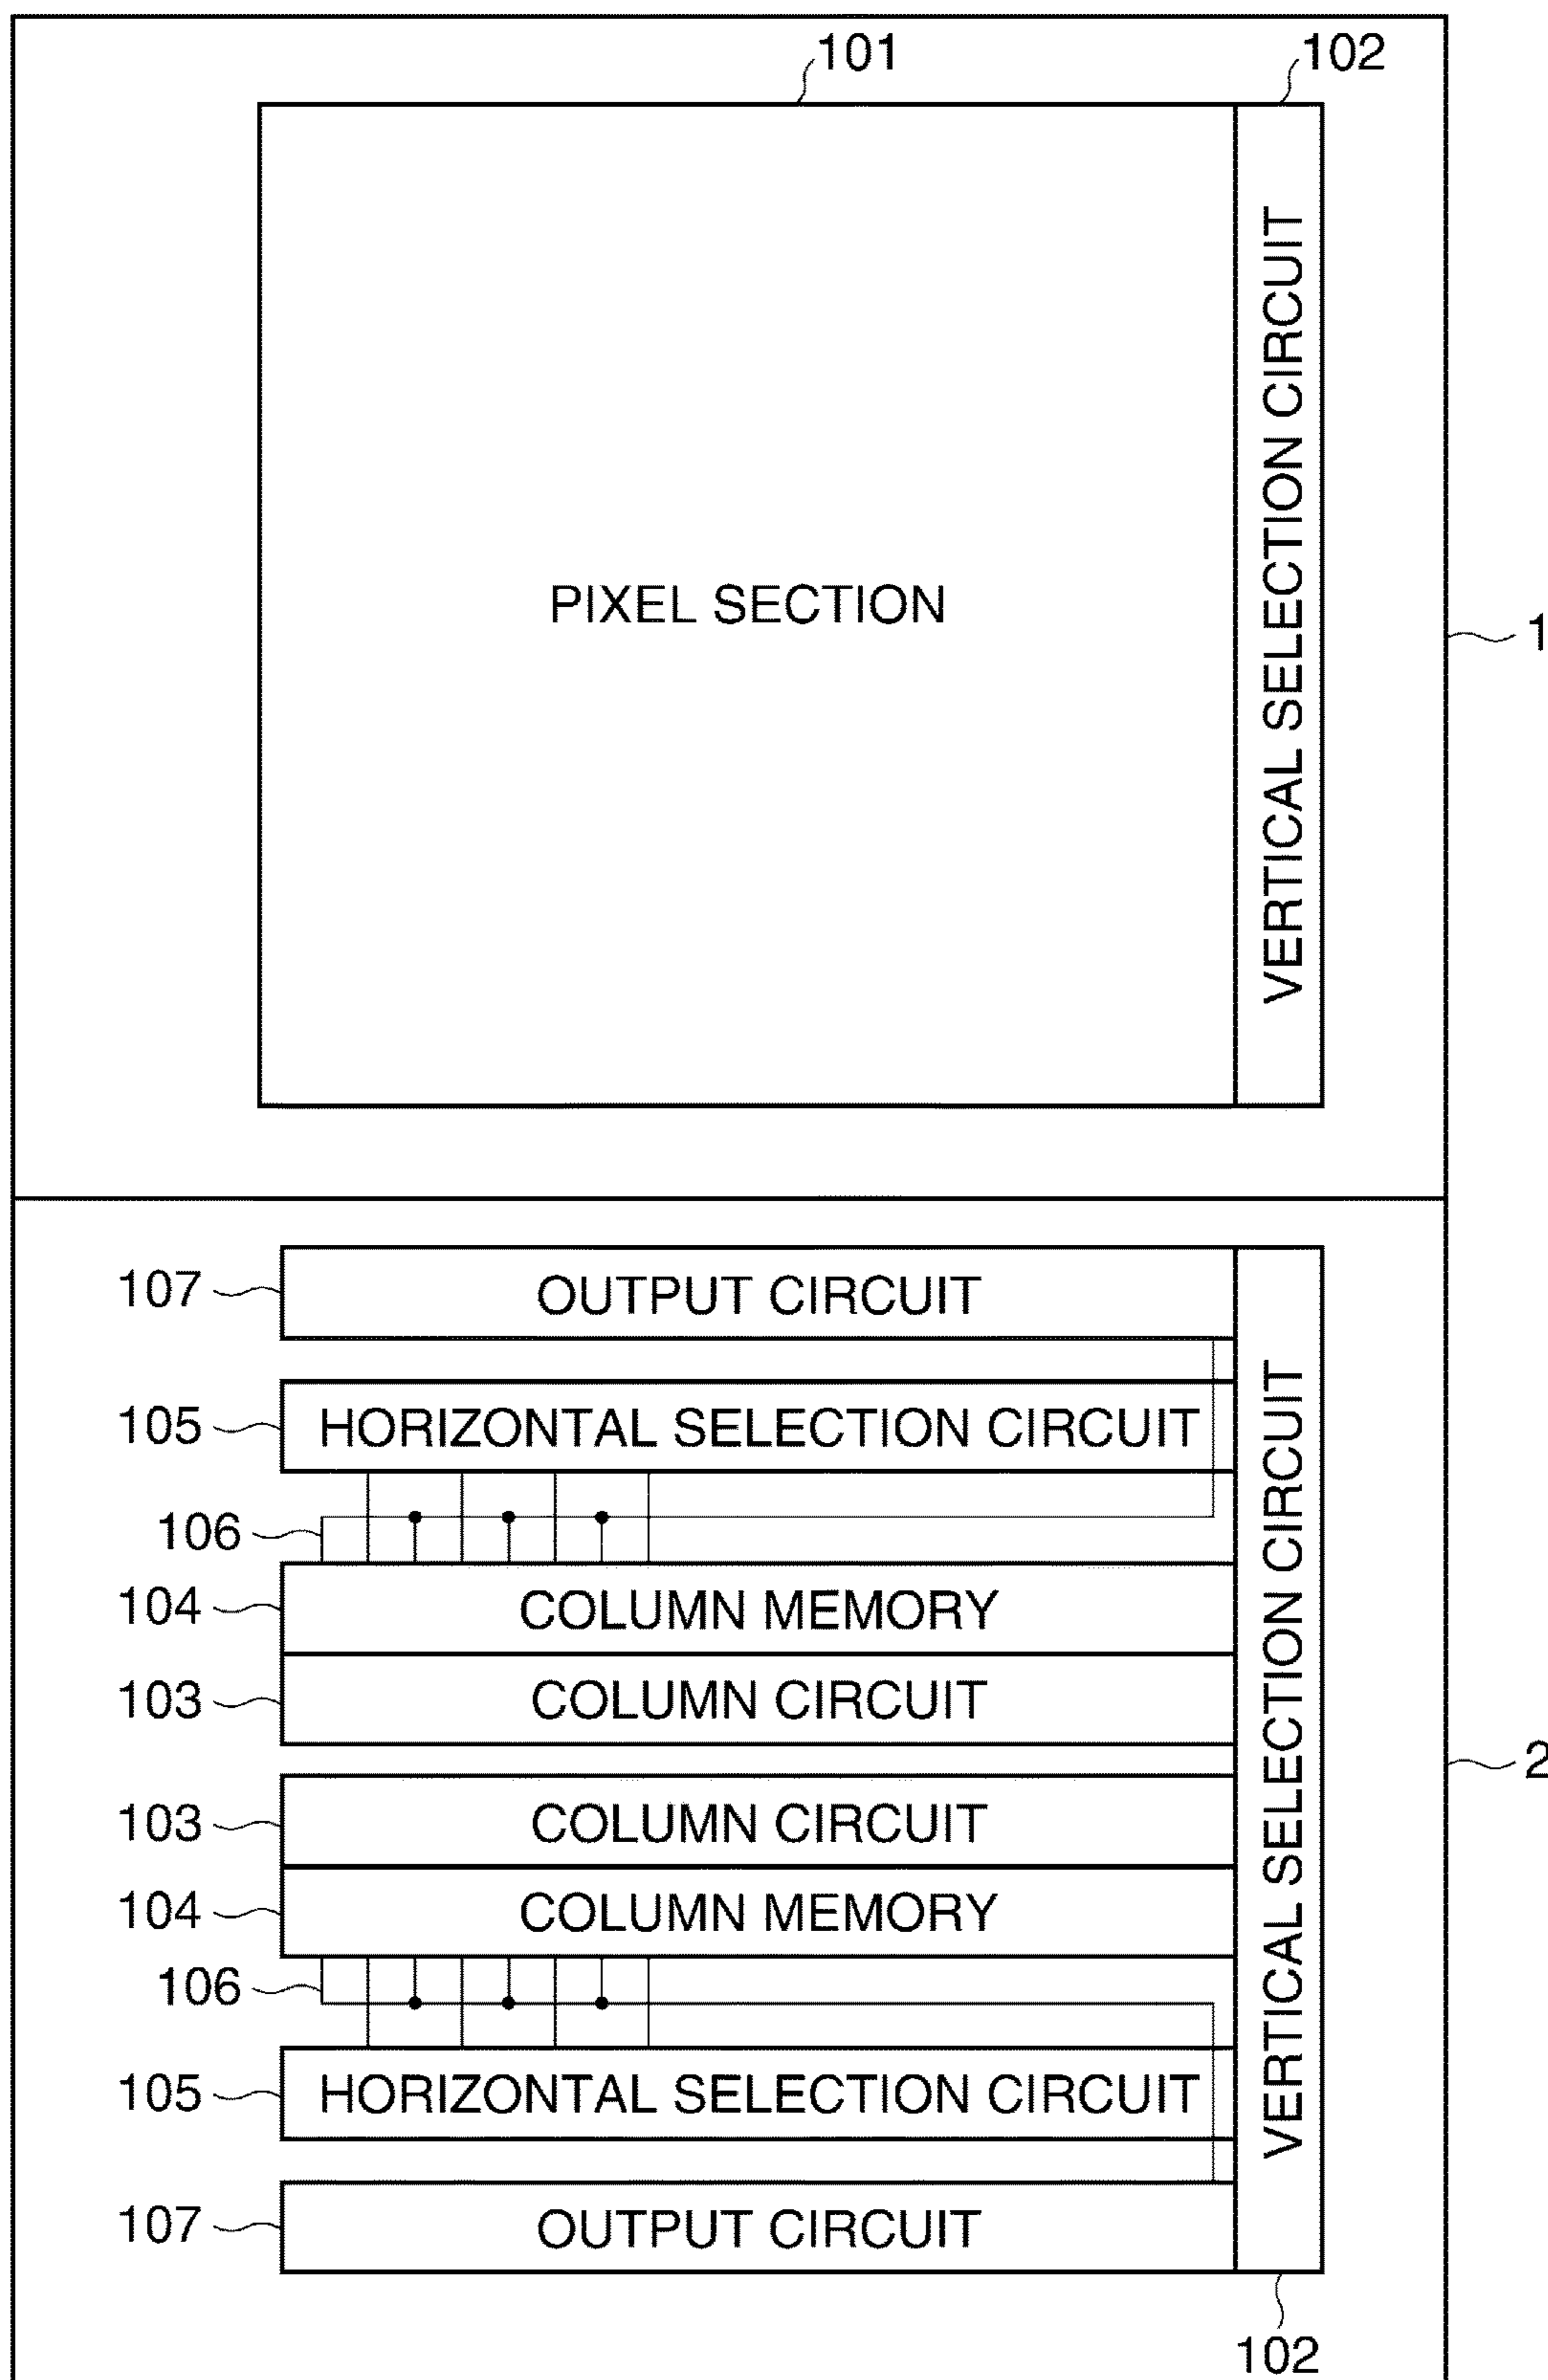 101
102
PIXEL SECTION
VERTICAL SELECTION CIRCUIT
1
107
OUTPUT CIRCUIT
105
HORIZONTAL SELECTION CIRCUIT
106
104
COLUMN MEMORY
103
COLUMN CIRCUIT
VERTICAL SELECTION CIRCUIT
2
103
COLUMN CIRCUIT
104
COLUMN MEMORY
106
105
HORIZONTAL SELECTION CIRCUIT
107
OUTPUT CIRCUIT
102